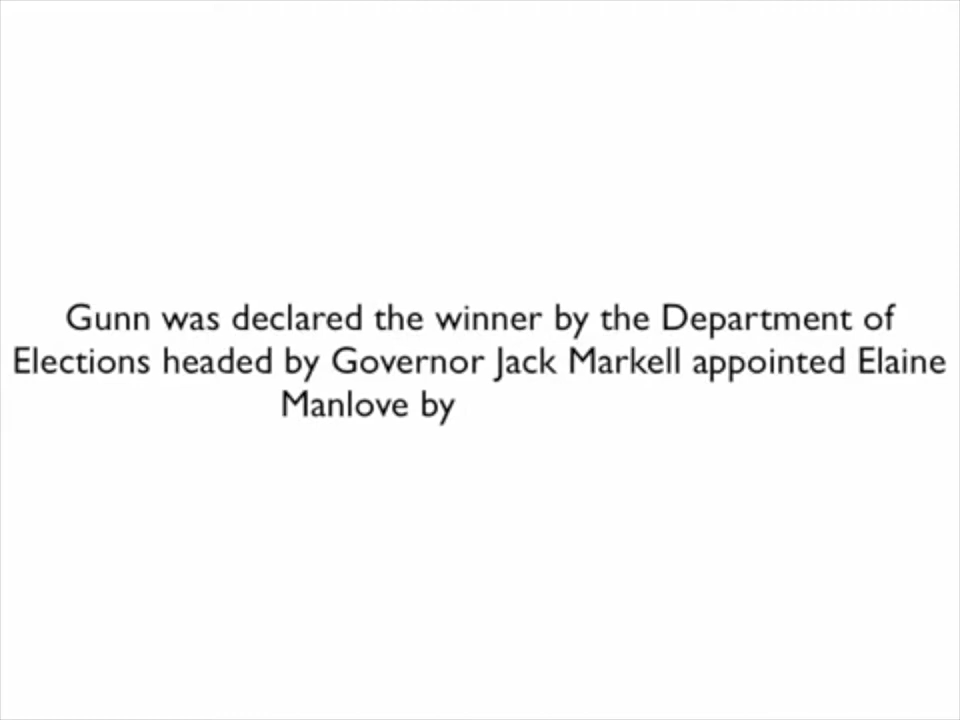 Gunn was declared the winner by the Department of
Elections headed by Governor Jack Markell appointed Elaine
Manlove by